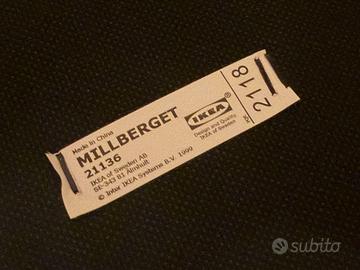 Made in China
MILLBERGET
21136
IKEA of Sweden AB
SE-343 81 Älmhult
© Inter IKEA Systems B.V. 1999
IKEA
Design and Quality
IKEA of Sweden
2118
subito